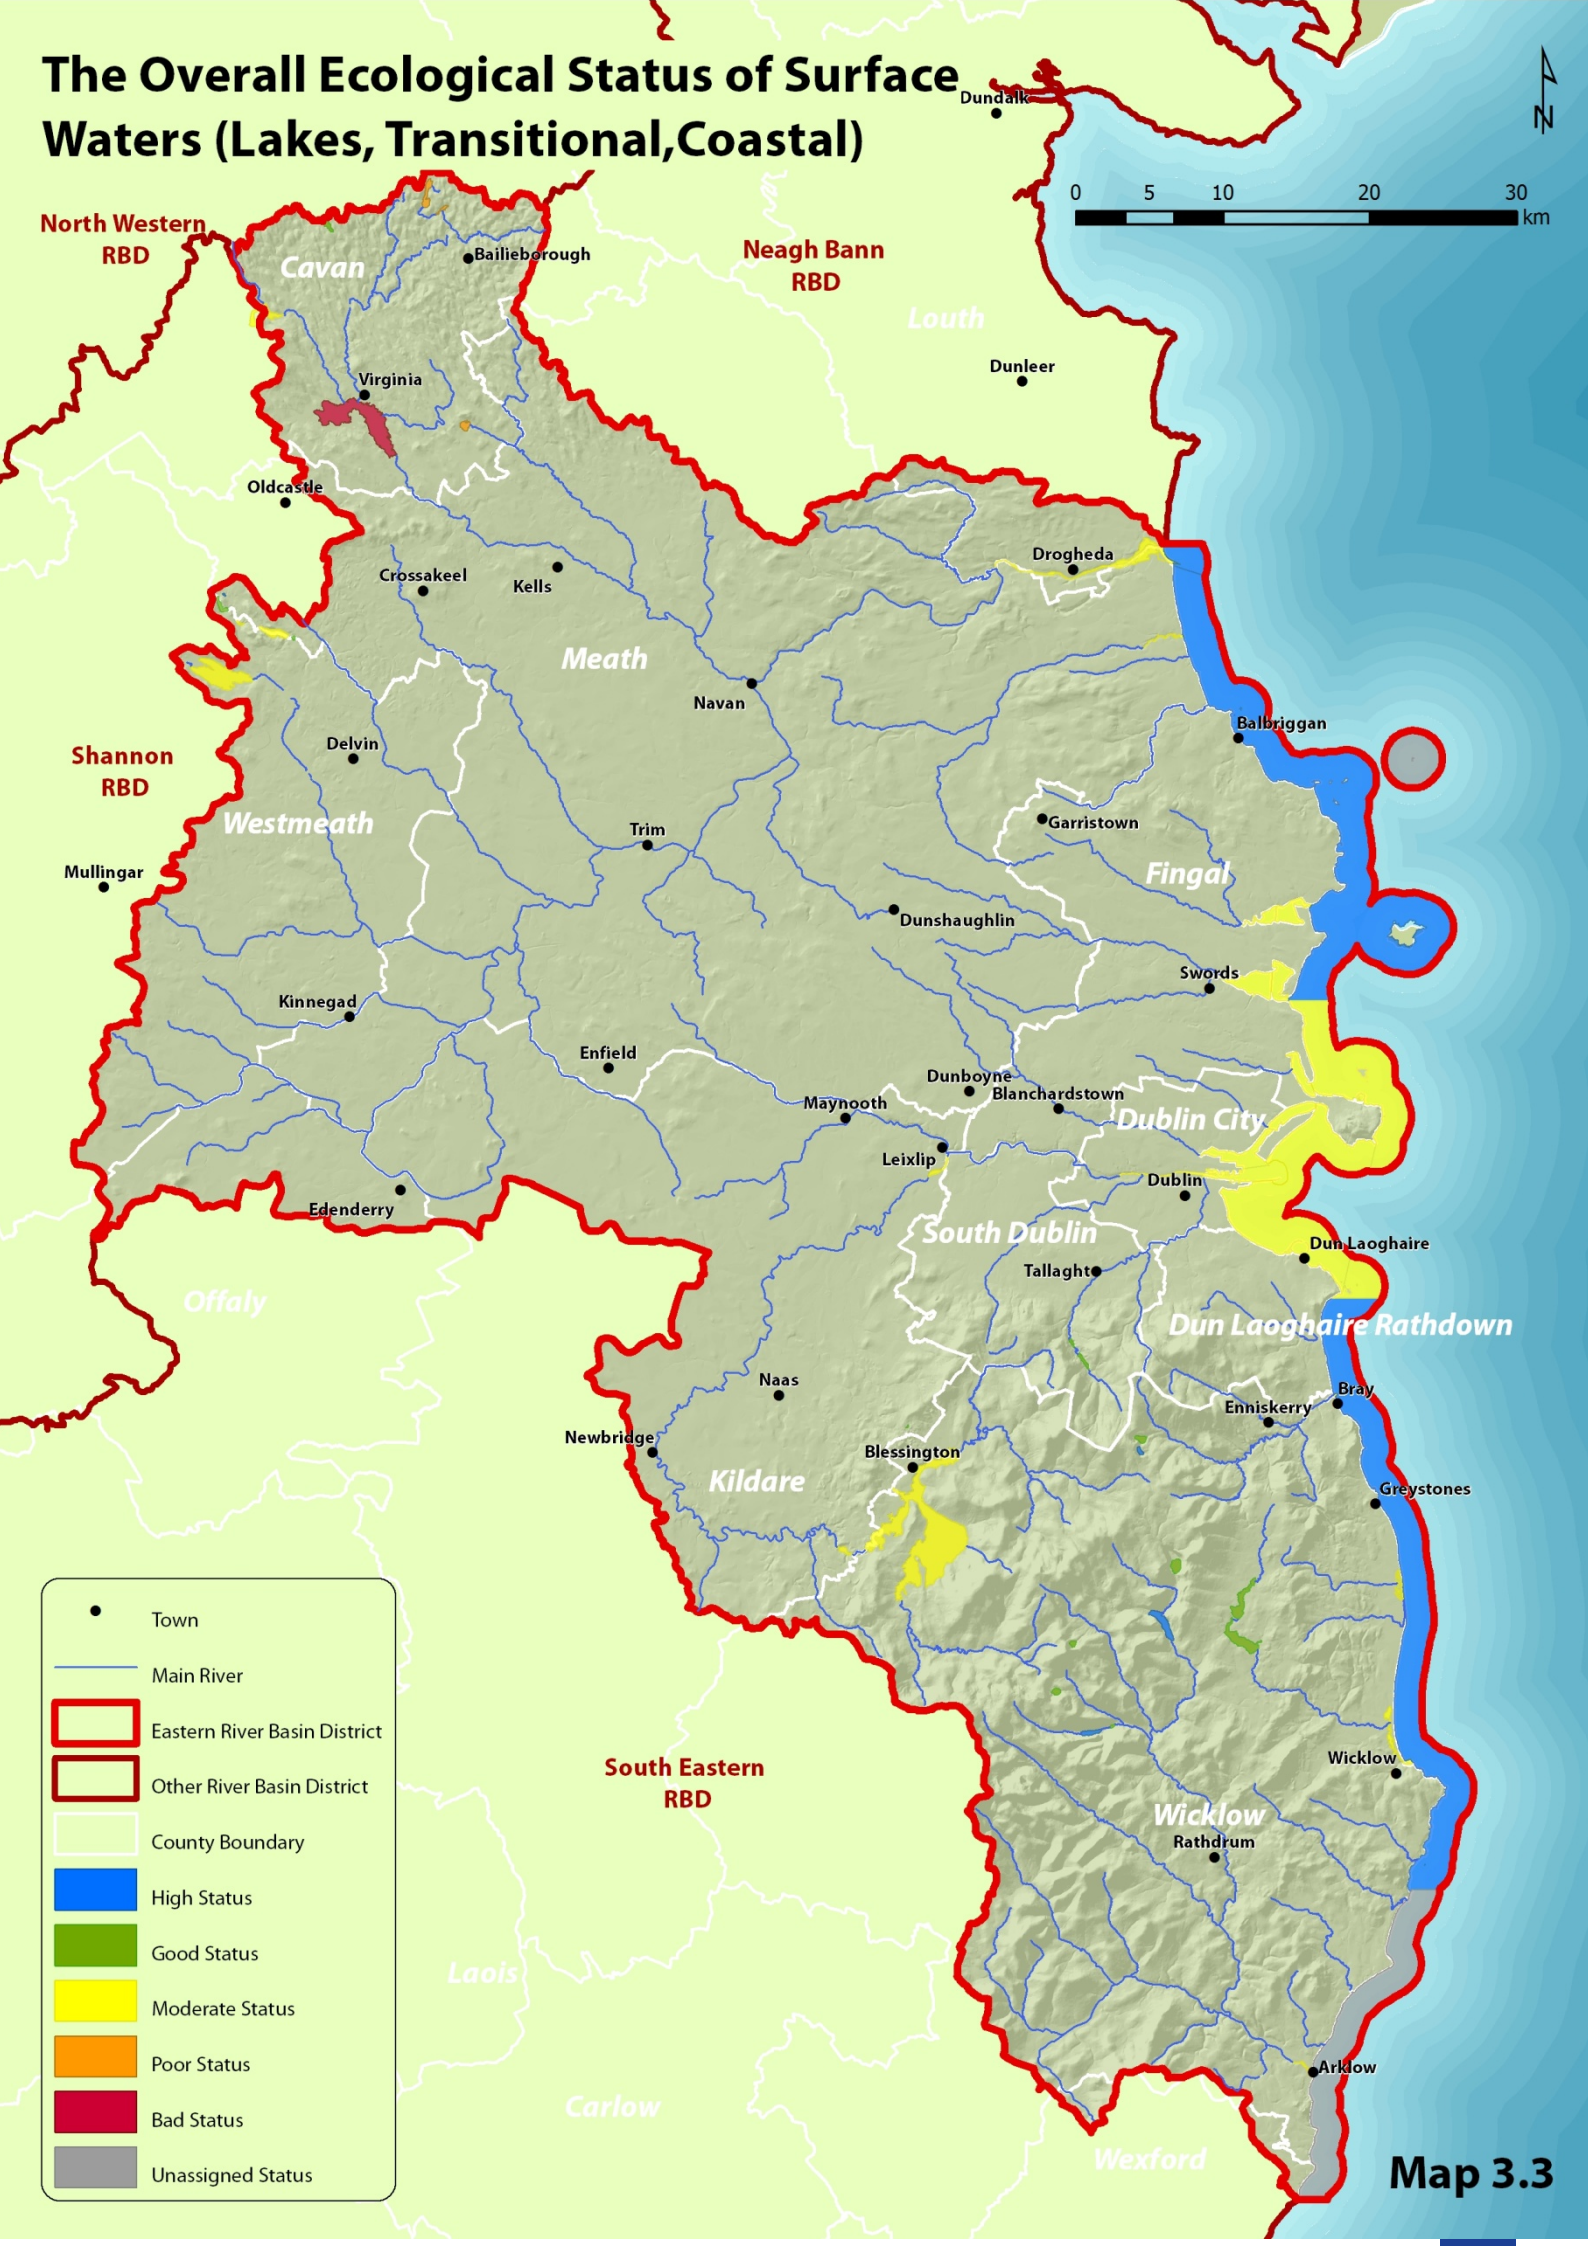 The Overall Ecological Status of Surface
Waters (Lakes, Transitional,Coastal)
Dundalk
N
0 5 10 20 30
km
North Western
RBD
Neagh Bann
RBD
Bailieborough
Cavan
Louth
Dunleer
Virginia
Oldcastle
Drogheda
Crossakeel
Kells
Meath
Navan
Balbriggan
Delvin
Shannon
RBD
Westmeath
Trim
Garristown
Fingal
Mullingar
Dunshaughlin
Swords
Kinnegad
Enfield
Dunboyne
Blanchardstown
Maynooth
Dublin City
Leixlip
Dublin
Edenderry
South Dublin
Dun Laoghaire
Tallaght
Offaly
Dun Laoghaire Rathdown
Naas
Bray
Enniskerry
Newbridge
Blessington
Kildare
Greystones
Town
Main River
Eastern River Basin District
Other River Basin District
County Boundary
High Status
Good Status
Moderate Status
Poor Status
Bad Status
Unassigned Status
South Eastern
RBD
Wicklow
Wicklow
Rathdrum
Laois
Arklow
Carlow
Wexford
Map 3.3